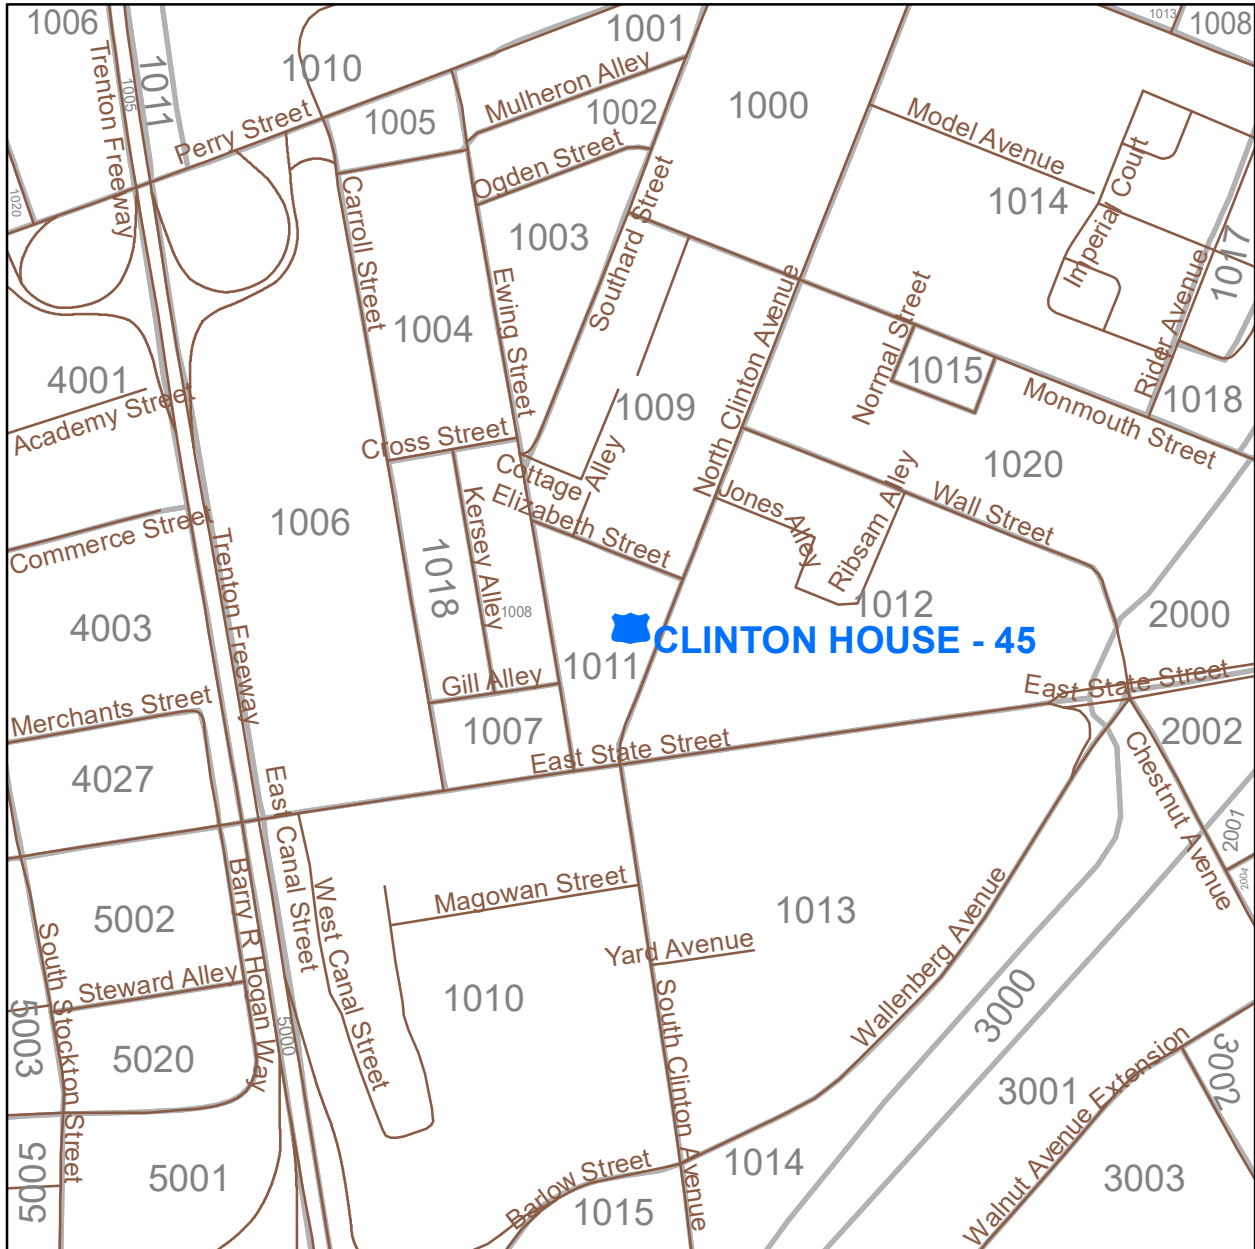 1006
1011
1005
Trenton Freeway
1010
1001
1013
1008
Perry Street
1005
Mulheron Alley
1002
1000
Model Avenue
1020
Ogden Street
1014
Imperial Court
1017
Carroll Street
1003
Southard Street
1004
Ewing Street
North Clinton Avenue
Normal Street
1015
Rider Avenue
1018
4001
Academy Street
1009
Monmouth Street
Cross Street
Cottage Alley
1020
Elizabeth Street
Jones Alley
Ribsam Alley
Wall Street
Commerce Street
1006
Trenton Freeway
1018
Kersey Alley
1008
1012
2000
4003
CLINTON HOUSE - 45
1011
Gill Alley
East State Street
Merchants Street
1007
East State Street
2002
4027
Chestnut Avenue
East Canal Street
2001
2004
5002
Barry R Hogan Way
West Canal Street
Magowan Street
1013
Yard Avenue
Wallenberg Avenue
South Stockton Street
Steward Alley
1010
3000
5003
5020
5000
South Clinton Avenue
3001
3002
Walnut Avenue Extension
5005
5001
Barlow Street
1014
1015
3003